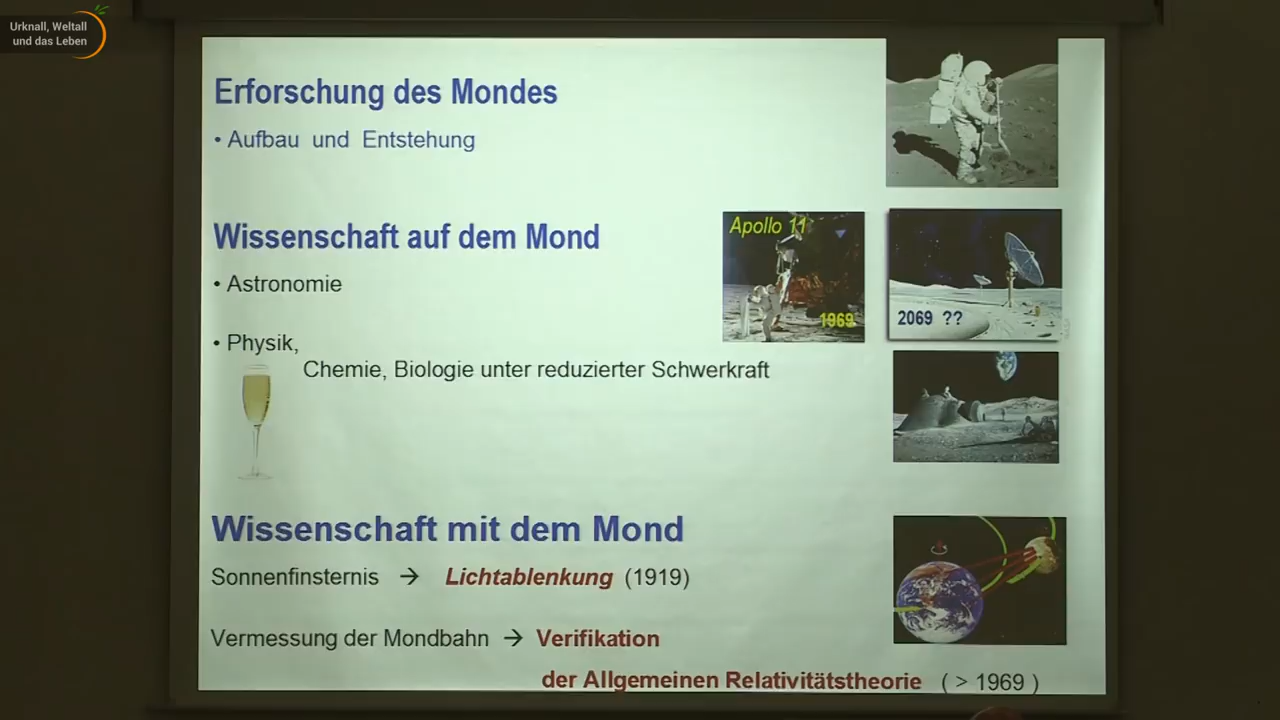 Urknall, Weltall
und das Leben
Erforschung des Mondes
• Aufbau und Entstehung
Wissenschaft auf dem Mond
• Astronomie
• Physik,
Chemie, Biologie unter reduzierter Schwerkraft
Apollo 11
1969
2069 ??
Wissenschaft mit dem Mond
Sonnenfinsternis → Lichtablenkung (1919)
Vermessung der Mondbahn → Verifikation
der Allgemeinen Relativitätstheorie ( > 1969 )